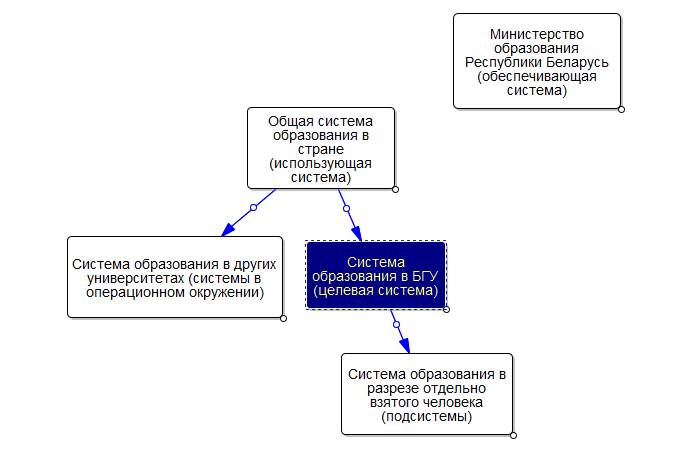 Министерство
образования
Республики Беларусь
(обеспечивающая
система)
Общая система
образования в
стране
(использующая
система)
Система образования в других
университетах (системы в
операционном окружении)
Система
образования в БГУ
(целевая система)
Система образования в
разрезе отдельно
взятого человека
(подсистемы)